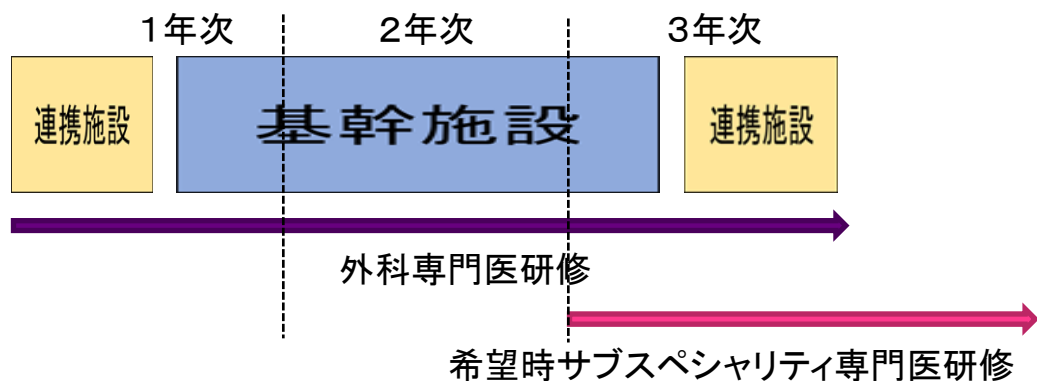 １年次 ２年次 ３年次
連携施設 基幹施設 連携施設
外科専門医研修
希望時サブスペシャリティ専門医研修